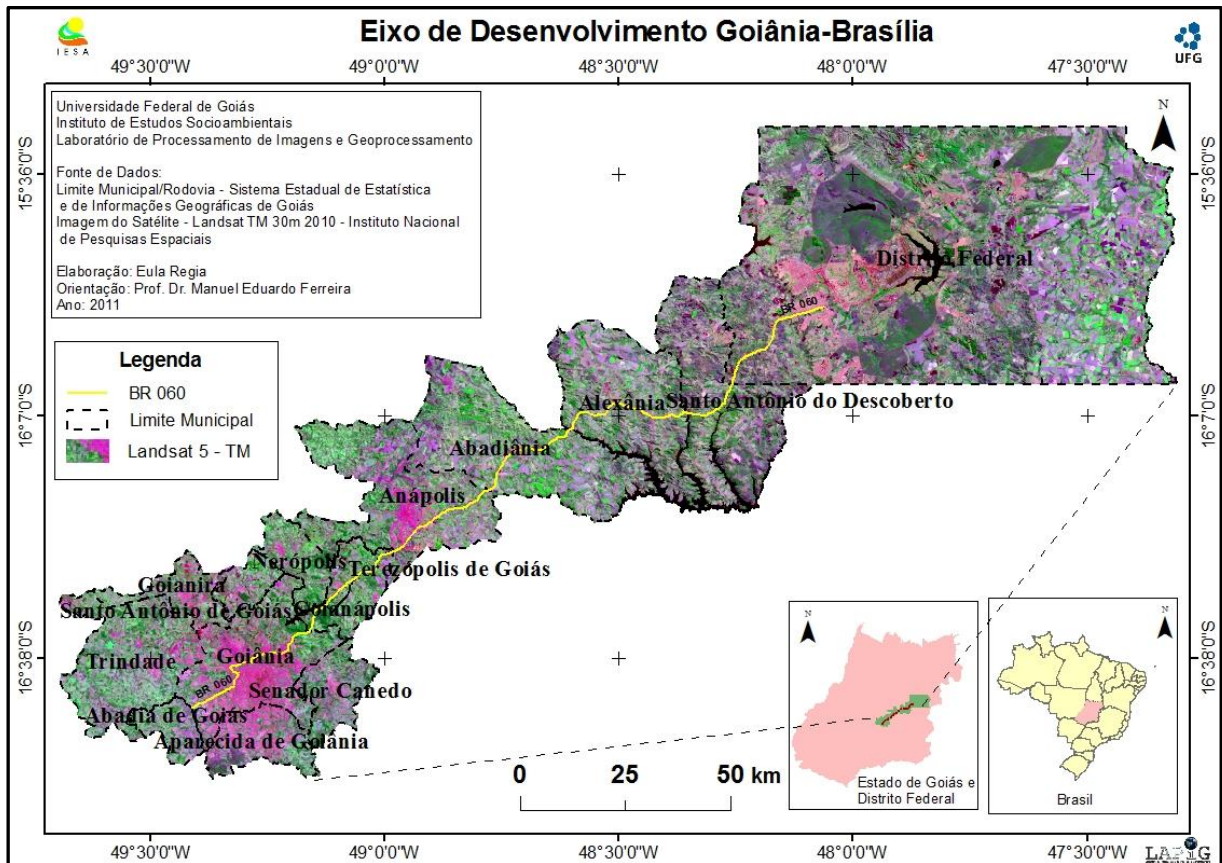 Eixo de Desenvolvimento Goiânia-Brasília
IESA
UFG
49°30'0"W 49°0'0"W 48°30'0"W 48°0'0"W 47°30'0"W
Universidade Federal de Goiás
Instituto de Estudos Socioambientais
Laboratório de Processamento de Imagens e Geoprocessamento
Fonte de Dados:
Limite Municipal/Rodovia - Sistema Estadual de Estatística
e de Informações Geográficas de Goiás
Imagem do Satélite - Landsat TM 30m 2010 - Instituto Nacional
de Pesquisas Espaciais
Elaboração: Eula Regia
Orientação: Prof. Dr. Manuel Eduardo Ferreira
Ano: 2011
N
15°36'0"S
15°36'0"S
Distrito Federal
BR 060
Legenda
BR 060
Limite Municipal
Landsat 5 - TM
16°7'0"S
16°7'0"S
Alexânia
Santo Antônio do Descoberto
Abadiânia
Anápolis
Nerópolis
Terezópolis de Goiás
Goianira
Santo Antônio de Goiás
Goianápolis
Trindade
Goiânia
BR 060
Senador Canedo
Abadia de Goiás
Aparecida de Goiânia
16°38'0"S
16°38'0"S
0 25 50 km
N
Estado de Goiás e
Distrito Federal
N
Brasil
49°30'0"W 49°0'0"W 48°30'0"W 48°0'0"W 47°30'0"W
LAPIG